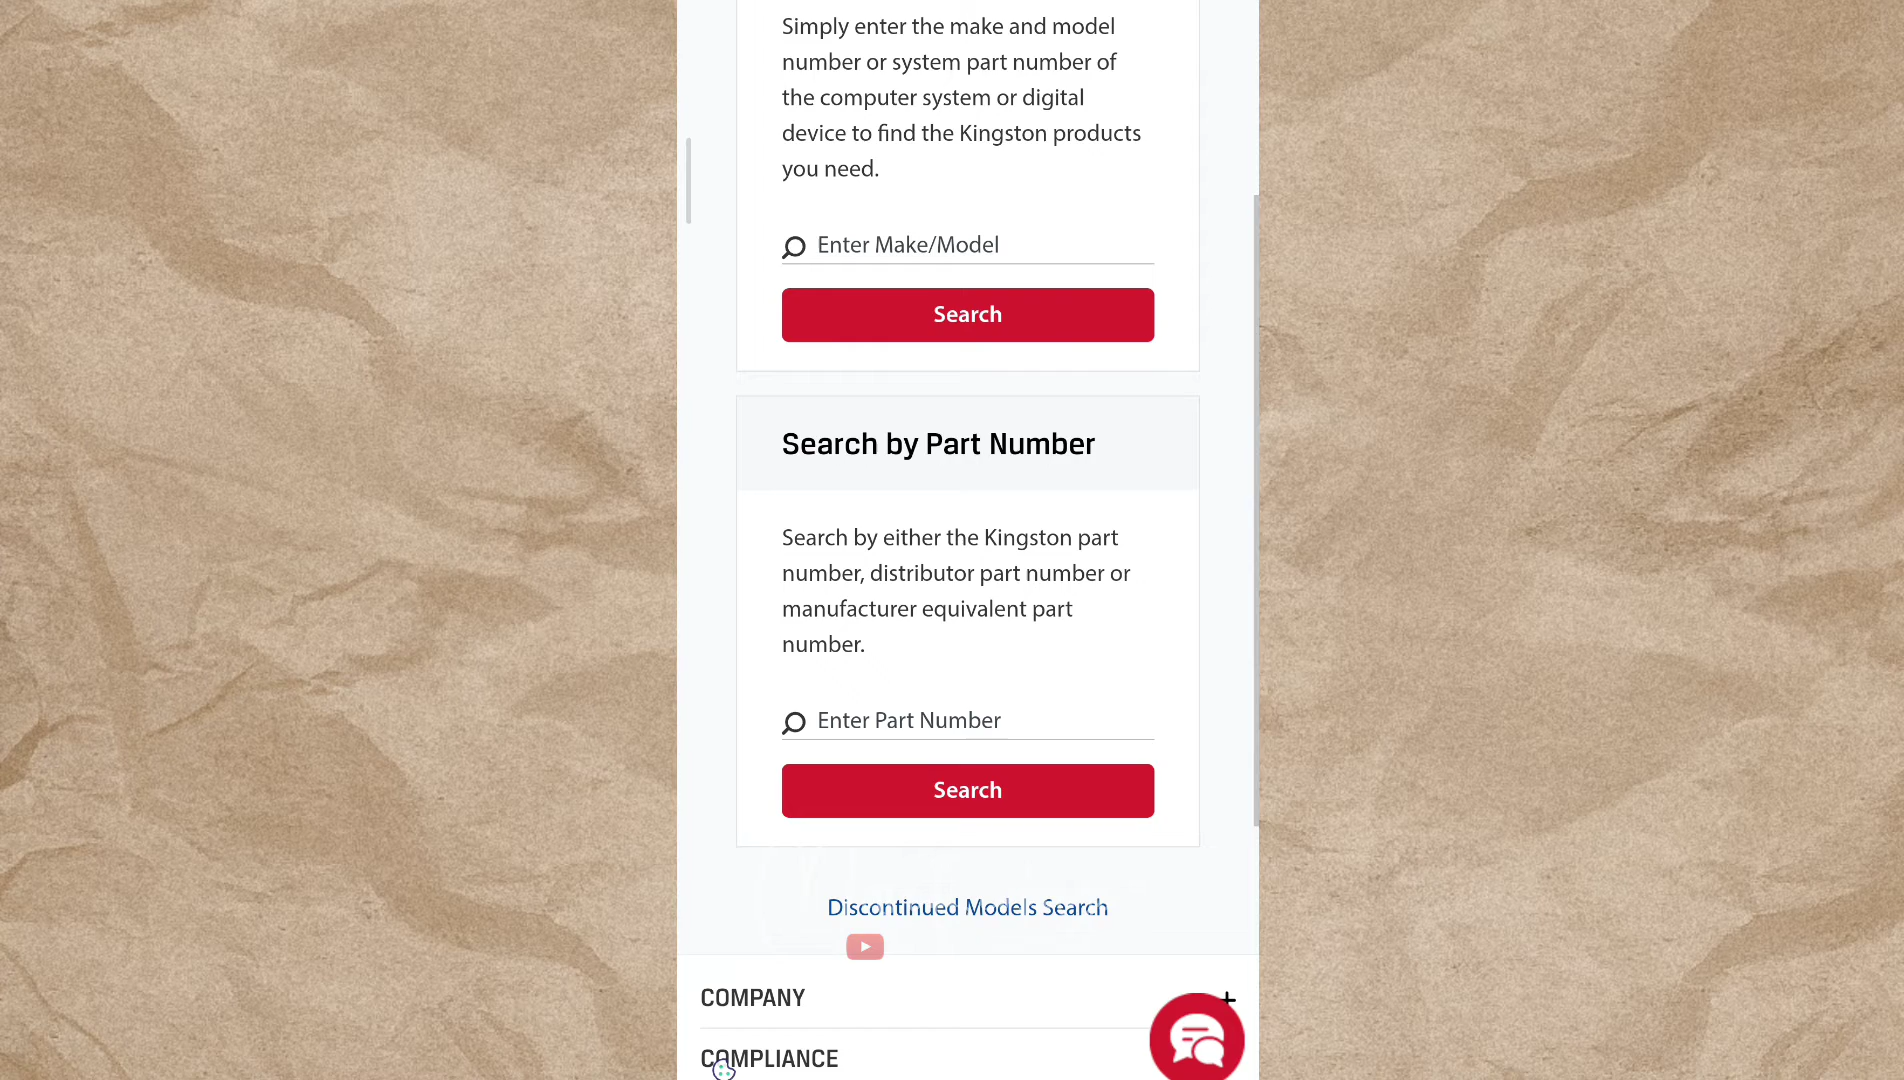 Simply enter the make and model
number or system part number of
the computer system or digital
device to find the Kingston products
you need.
Enter Make/Model
Search
Search by Part Number
Search by either the Kingston part
number, distributor part number or
manufacturer equivalent part
number.
Enter Part Number
Search
Discontinued Models Search
COMPANY
COMPLIANCE